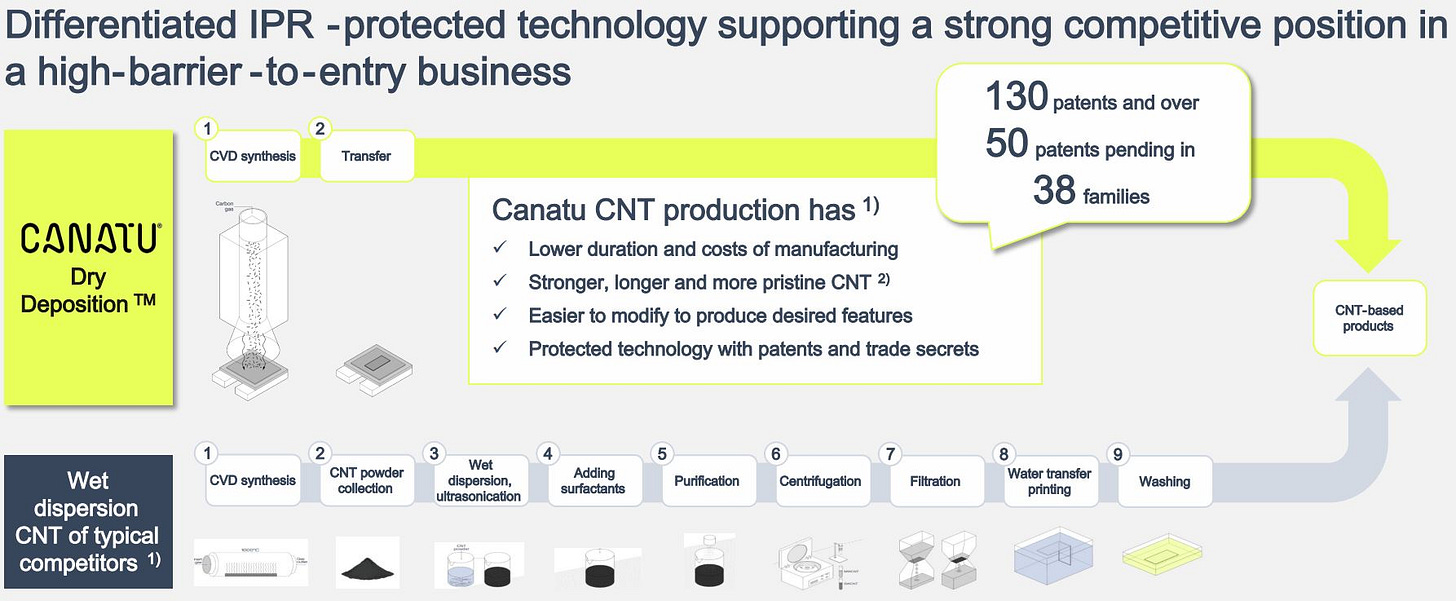 Differentiated IPR -protected technology supporting a strong competitive position in
a high-barrier-to-entry business
130 patents and over
50 patents pending in
38 families
CANATU®
Dry
Deposition TM
1
CVD synthesis
2
Transfer
Carbon
gas
Canatu CNT production has 1)
✓ Lower duration and costs of manufacturing
✓ Stronger, longer and more pristine CNT 2)
✓ Easier to modify to produce desired features
✓ Protected technology with patents and trade secrets
CNT-based
products
Wet
dispersion
CNT of typical
competitors 1)
1
CVD synthesis
2
CNT powder
collection
3
Wet
dispersion,
ultrasonication
4
Adding
surfactants
5
Purification
6
Centrifugation
7
Filtration
8
Water transfer
printing
9
Washing
CNT
powder